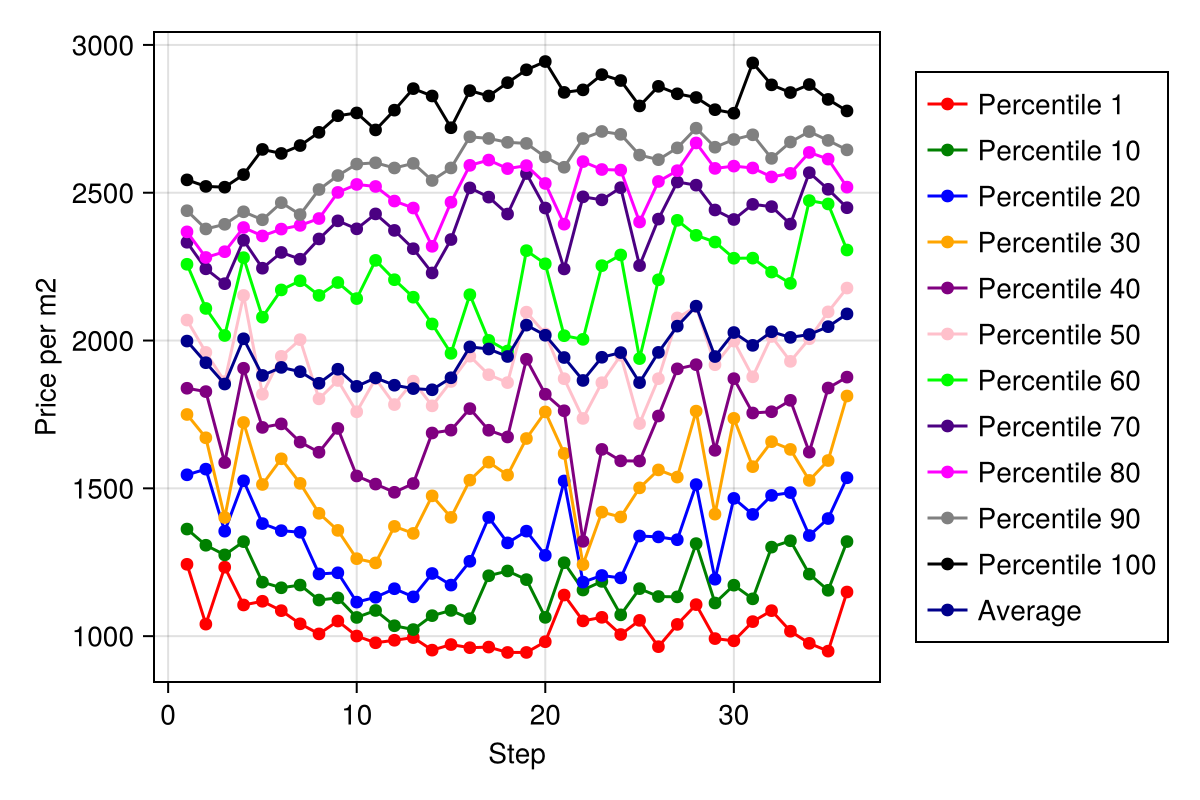 3000
2500
2000
1500
1000
Price per m2
0 10 20 30
Step
Percentile 1
Percentile 10
Percentile 20
Percentile 30
Percentile 40
Percentile 50
Percentile 60
Percentile 70
Percentile 80
Percentile 90
Percentile 100
Average